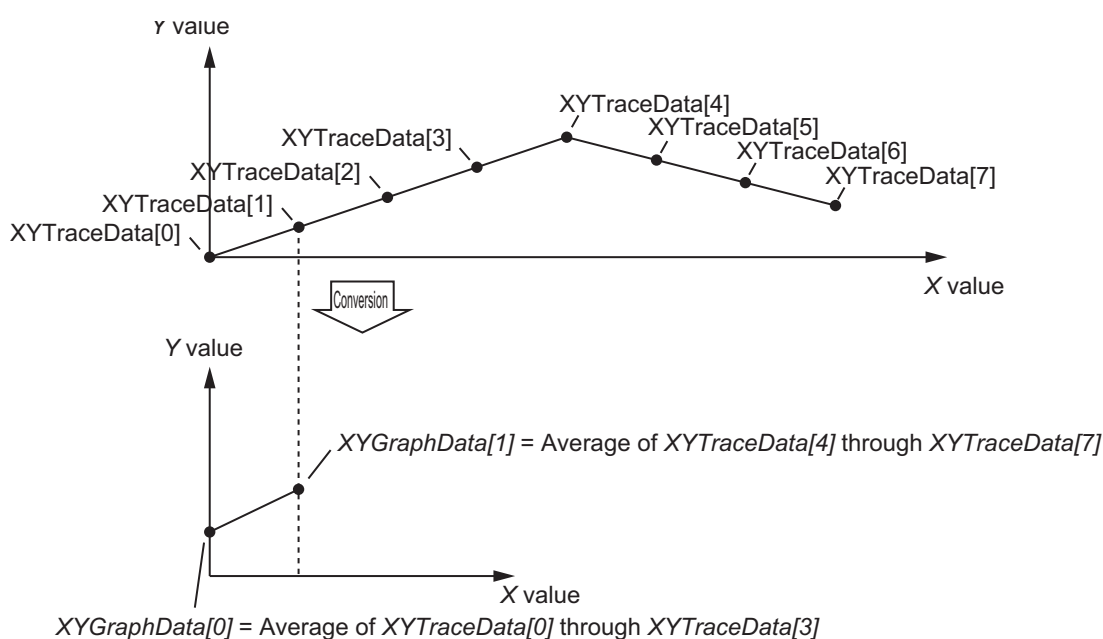 Y value
XYTraceData[4]
XYTraceData[3]
XYTraceData[5]
XYTraceData[2]
XYTraceData[6]
XYTraceData[1]
XYTraceData[7]
XYTraceData[0]
X value
Conversion
Y value
XYGraphData[1] = Average of XYTraceData[4] through XYTraceData[7]
X value
XYGraphData[0] = Average of XYTraceData[0] through XYTraceData[3]